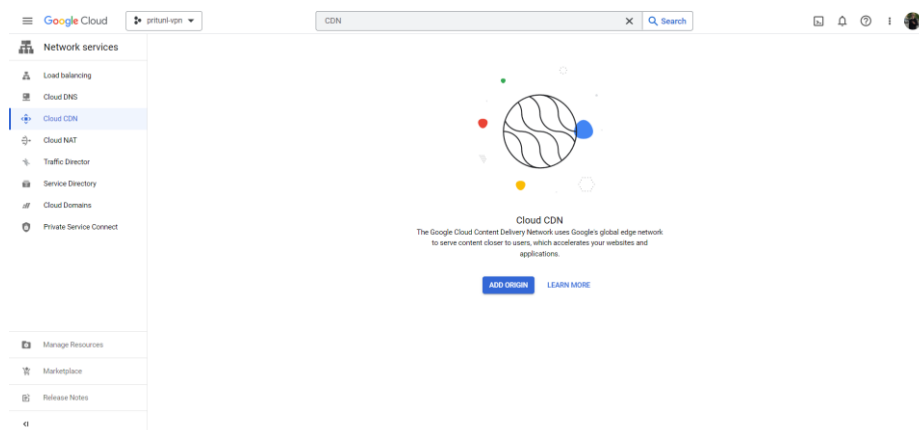 Google Cloud
pritunl-vpn
CDN
Search
Network services
Load balancing
Cloud DNS
Cloud CDN
Cloud NAT
Traffic Director
Service Directory
Cloud Domains
Private Service Connect
Cloud CDN
The Google Cloud Content Delivery Network uses Google's global edge network
to serve content closer to users, which accelerates your websites and
applications.
ADD ORIGIN LEARN MORE
Manage Resources
Marketplace
Release Notes